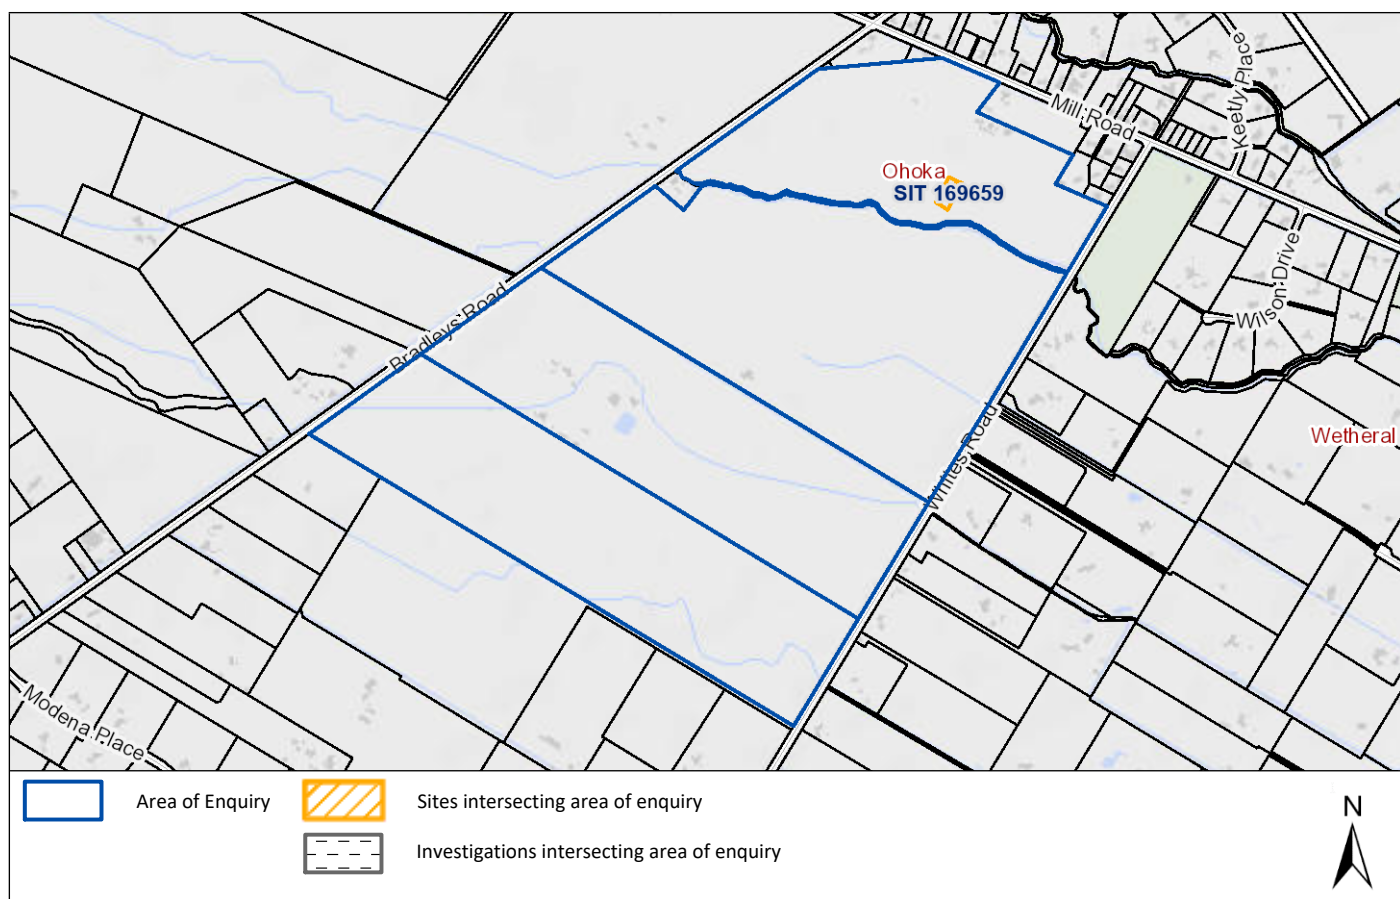 Keetly Place
Mill Road
Ohoka
SIT 169659
Wilson Drive
Bradleys Road
Whites Road
Wetheral
Modena Place
Area of Enquiry
Sites intersecting area of enquiry
N
Investigations intersecting area of enquiry